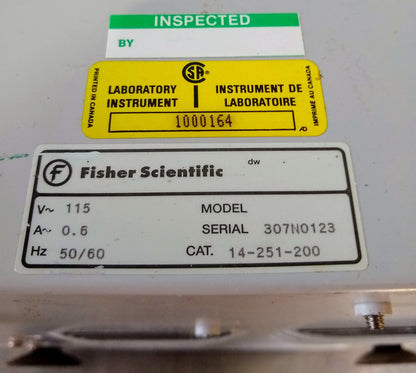 INSPECTED
BY
PRINTED IN CANADA
LABORATORY INSTRUMENT
SA®
INSTRUMENT DE LABORATOIRE
1000164
IMPRIMÉ AU CANADA
f Fisher Scientific
dw
V~ 115 MODEL
A~ 0.6 SERIAL 307N0123
Hz 50/60 CAT. 14-251-200